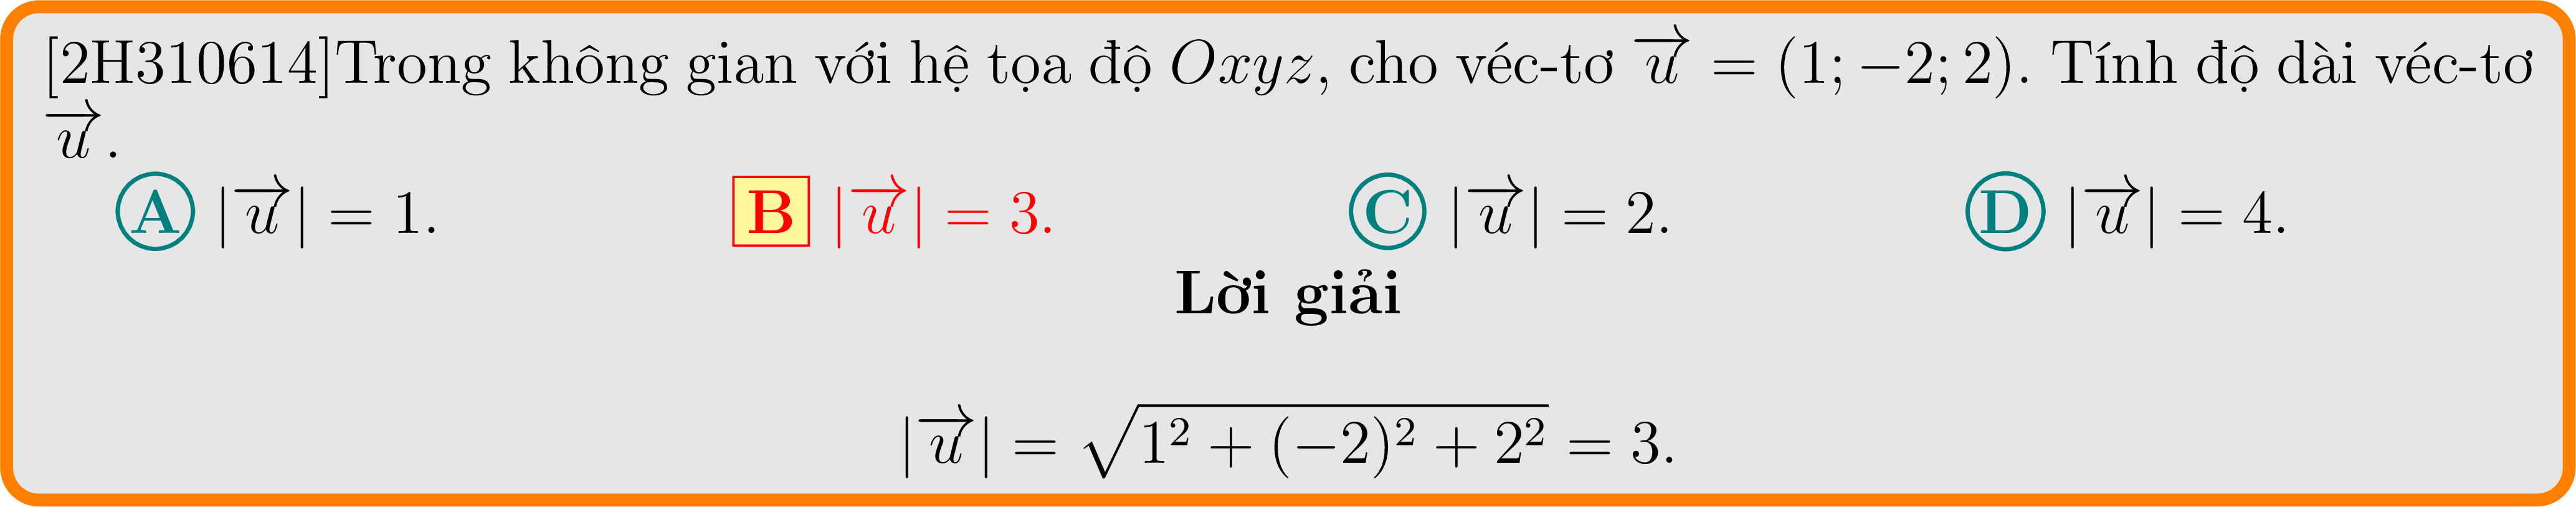 [2H310614]Trong không gian với hệ tọa độ Oxyz, cho véc-tơ \overrightarrow{u} = (1; −2; 2). Tính độ dài véc-tơ
\overrightarrow{u}.
A |\overrightarrow{u}| = 1. B |\overrightarrow{u}| = 3. C |\overrightarrow{u}| = 2. D |\overrightarrow{u}| = 4.
Lời giải
|\overrightarrow{u}| = \sqrt{1^2 + (−2)^2 + 2^2} = 3.